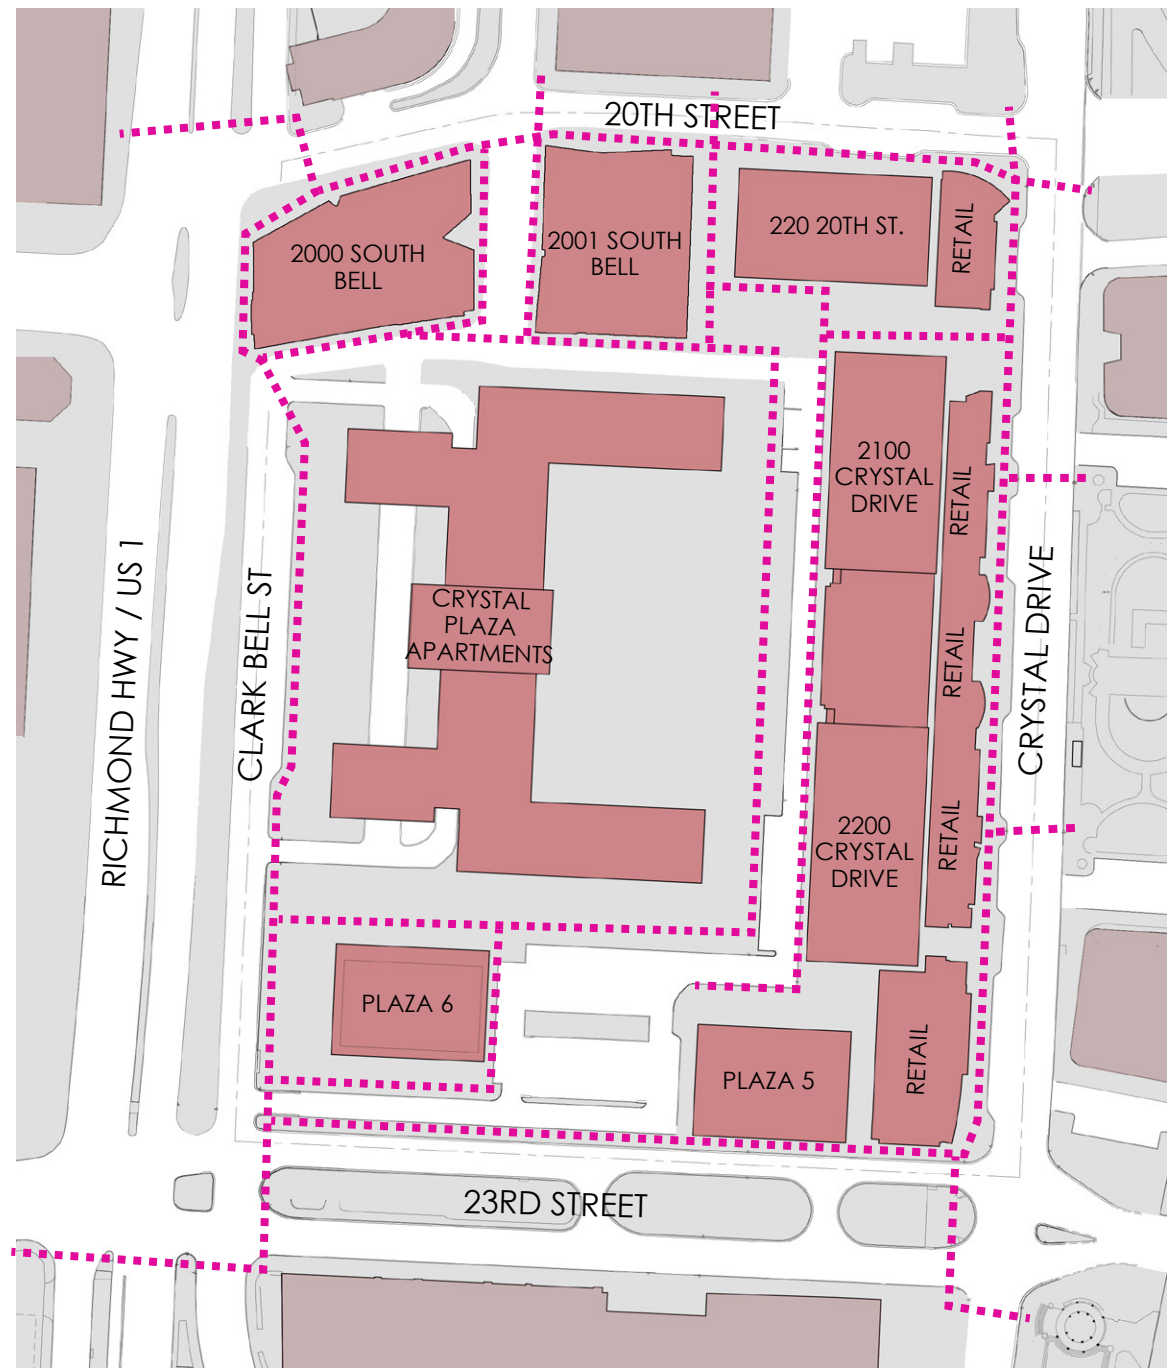 20TH STREET
2000 SOUTH
BELL
2001 SOUTH
BELL
220 20TH ST.
RETAIL
2100
CRYSTAL
DRIVE
RETAIL
RICHMOND HWY / US 1
CLARK BELL ST
CRYSTAL
PLAZA
APARTMENTS
RETAIL
CRYSTAL DRIVE
2200
CRYSTAL
DRIVE
RETAIL
PLAZA 6
PLAZA 5
RETAIL
23RD STREET